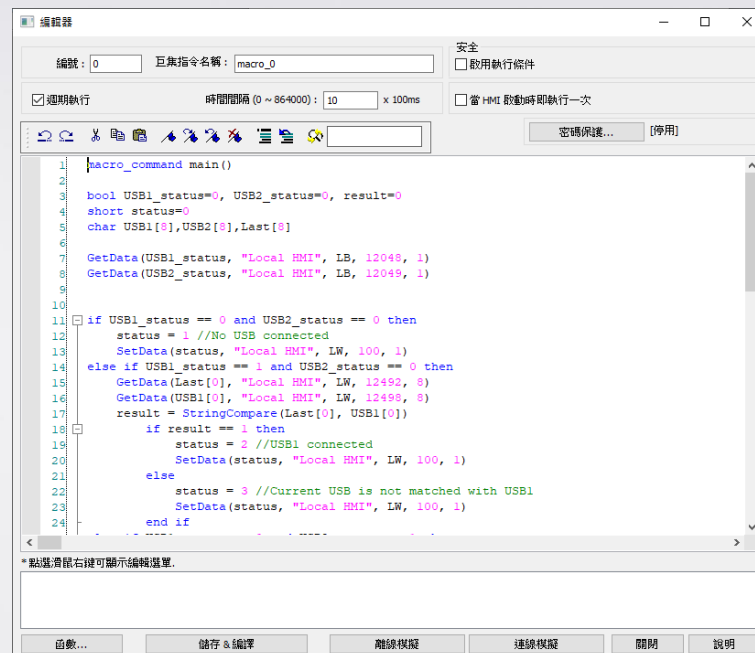 編輯器
編號： 0 巨集指令名稱： macro_0
安全
啟用執行條件
週期執行 時間間隔 (0 ~ 864000)： 10 x 100ms
當 HMI 啟動時即執行一次
密碼保護... [停用]
1 macro_command main()
2
3 bool USB1_status=0, USB2_status=0, result=0
4 short status=0
5 char USB1[8],USB2[8],Last[8]
6
7 GetData(USB1_status, "Local HMI", LB, 12048, 1)
8 GetData(USB2_status, "Local HMI", LB, 12049, 1)
9
10
11 if USB1_status == 0 and USB2_status == 0 then
12 status = 1 //No USB connected
13 SetData(status, "Local HMI", LW, 100, 1)
14 else if USB1_status == 1 and USB2_status == 0 then
15 GetData(Last[0], "Local HMI", LW, 12492, 8)
16 GetData(USB1[0], "Local HMI", LW, 12498, 8)
17 result = StringCompare(Last[0], USB1[0])
18 if result == 1 then
19 status = 2 //USB1 connected
20 SetData(status, "Local HMI", LW, 100, 1)
21 else
22 status = 3 //Current USB is not matched with USB1
23 SetData(status, "Local HMI", LW, 100, 1)
24 end if
*點選滑鼠右鍵可顯示編輯選單.
函數... 儲存 & 編譯 離線模擬 連線模擬 關閉 說明